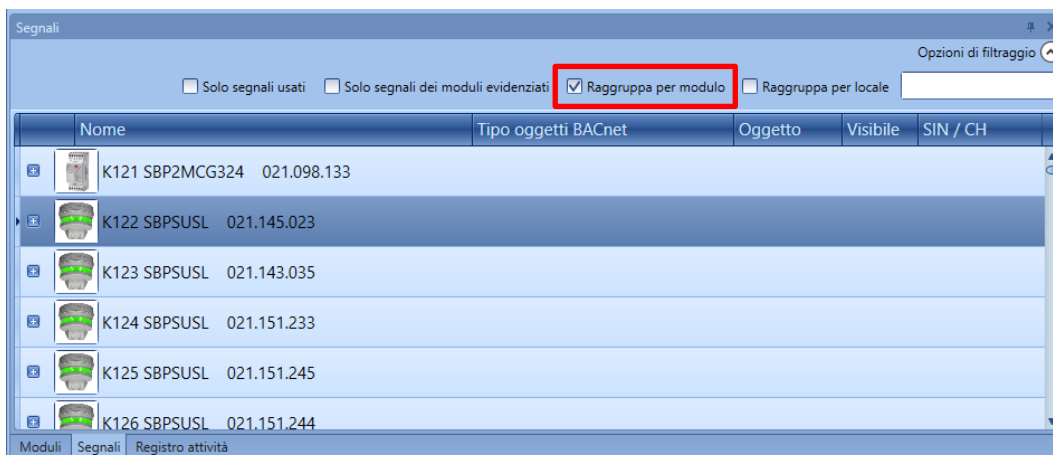 Segnali
Opzioni di filtraggio
Solo segnali usati Solo segnali dei moduli evidenziati Raggruppa per modulo Raggruppa per locale
Nome Tipo oggetti BACnet Oggetto Visibile SIN / CH
K121 SBP2MCG324 021.098.133
K122 SBPSUSL 021.145.023
K123 SBPSUSL 021.143.035
K124 SBPSUSL 021.151.233
K125 SBPSUSL 021.151.245
K126 SBPSUSL 021.151.244
Moduli Segnali Registro attività